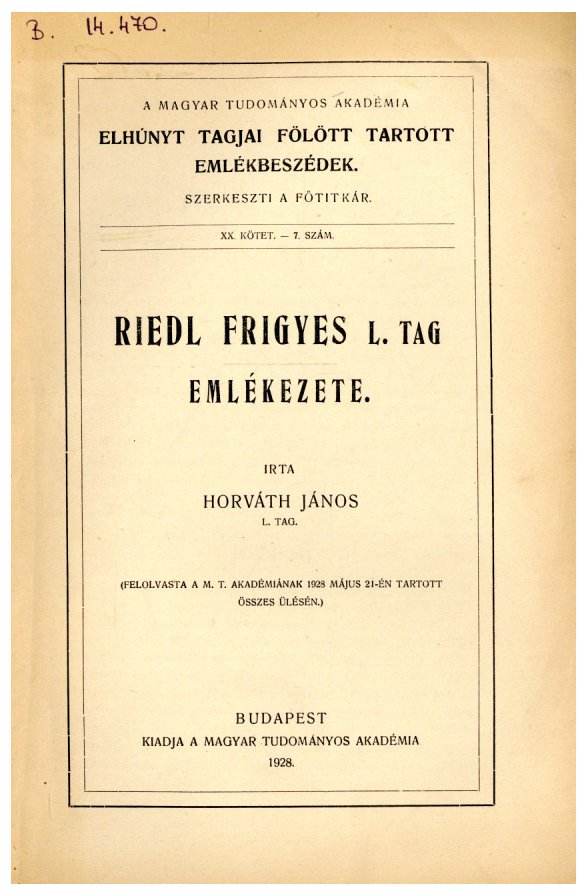 B. 14.470.
A MAGYAR TUDOMÁNYOS AKADÉMIA
ELHÚNYT TAGJAI FÖLÖTT TARTOTT
EMLÉKBESZÉDEK.
SZERKESZTI A FŐTITKÁR.
XX. KÖTET. — 7. SZÁM.
RIEDL FRIGYES L. TAG
EMLÉKEZETE.
IRTA
HORVÁTH JÁNOS
L. TAG.
(FELOLVASTA A M. T. AKADÉMIÁNAK 1928 MÁJUS 21-ÉN TARTOTT
ÖSSZES ÜLÉSÉN.)
BUDAPEST
KIADJA A MAGYAR TUDOMÁNYOS AKADÉMIA
1928.